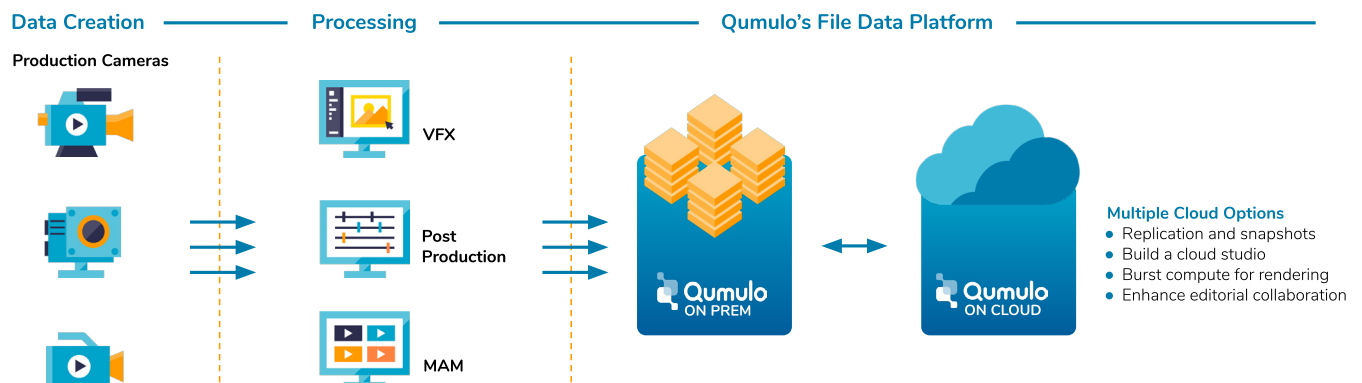 Data Creation
Processing
Qumulo's File Data Platform
Production Cameras
VFX
Post
Production
MAM
Qumulo
ON PREM
Qumulo
ON CLOUD
Multiple Cloud Options
• Replication and snapshots
• Build a cloud studio
• Burst compute for rendering
• Enhance editorial collaboration